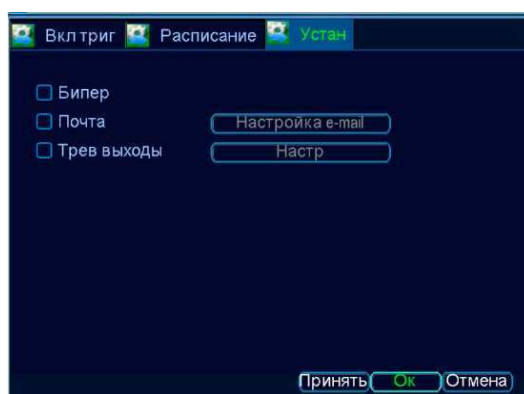 Вкл триг Расписание Устан
Бипер
Почта Настройка e-mail
Трев выходы Настр
Принять Ок Отмена